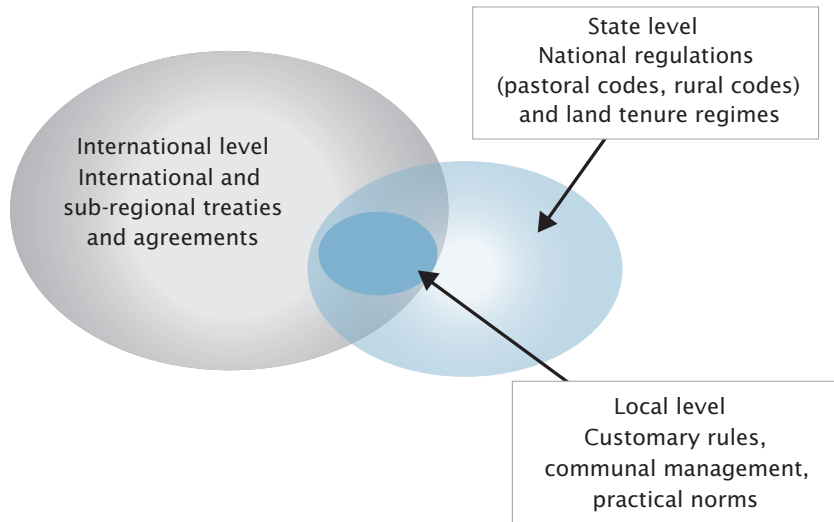 State level
National regulations
(pastoral codes, rural codes)
and land tenure regimes
International level
International and
sub-regional treaties
and agreements
Local level
Customary rules,
communal management,
practical norms